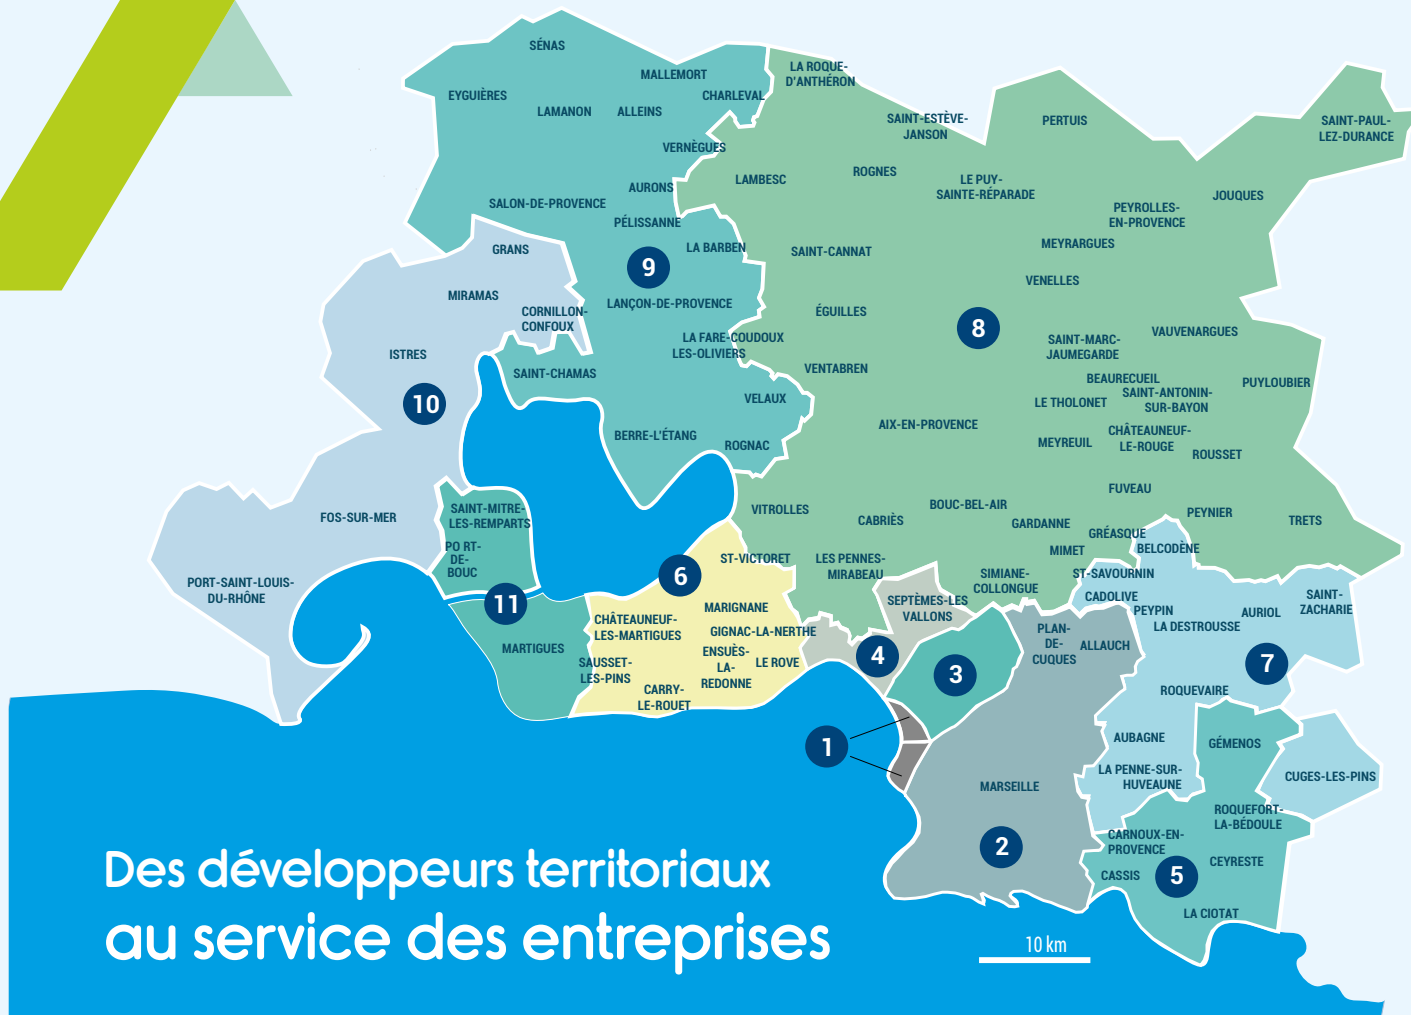 SÉNAS
MALLEMORT
EYGUIÈRES
CHARLEVAL
LAMANON
ALLEINS
VERNÈGUES
AURONS
SALON-DE-PROVENCE
PÉLISSANNE
LA BARBEN
9
LANÇON-DE-PROVENCE
LA FARE-COUDOUX
LES-OLIVIERS
SAINT-CHAMAS
VELAUX
BERRE-L'ÉTANG
ROGNAC
GRANS
MIRAMAS
CORNILLON-
CONFOUX
ISTRES
10
FOS-SUR-MER
PORT-SAINT-LOUIS-
DU-RHÔNE
SAINT-MITRE-
LES-REMPARTS
PO RT-
DE-
BOUC
11
MARTIGUES
LA ROQUE-
D'ANTHÉRON
SAINT-ESTÈVE-
JANSON
PERTUIS
SAINT-PAUL-
LEZ-DURANCE
LAMBESC
ROGNES
LE PUY-
SAINTE-RÉPARADE
JOUQUES
PEYROLLES-
EN-PROVENCE
MEYRARGUES
SAINT-CANNAT
VENELLES
ÉGUILLES
8
VAUVENARGUES
SAINT-MARC-
JAUMEGARDE
VENTABREN
BEAURECUEIL
PUYLOUBIER
SAINT-ANTONIN-
SUR-BAYON
LE THOLONET
AIX-EN-PROVENCE
CHÂTEAUNEUF-
LE-ROUGE
MEYREUIL
ROUSSET
FUVEAU
VITROLLES
BOUC-BEL-AIR
CABRIÈS
GARDANNE
PEYNIER
TRETS
GRÉASQUE
MIMET
LES PENNES-
MIRABEAU
SIMIANE-
COLLONGUE
6
ST-VICTORET
MARIGNANE
CHÂTEAUNEUF-
LES-MARTIGUES
GIGNAC-LA-NERTHE
ENSUÈS-
LA-
REDONNE
LE ROVE
SAUSSET-
LES-PINS
CARRY-
LE-ROUET
SEPTÈMES-LES
VALLONS
4
3
1
PLAN-
DE-
CUQUES
ALLAUCH
MARSEILLE
2
BELCODÈNE
ST-SAVOURNIN
CADOLIVE
PEYPIN
LA DESTROUSSE
AURIOL
SAINT-
ZACHARIE
7
ROQUEVAIRE
AUBAGNE
LA PENNE-SUR-
HUVEAUNE
CUGES-LES-PINS
GÉMENOS
ROQUEFORT-
LA-BÉDOULE
CARNOUX-EN-
PROVENCE
CEYRESTE
CASSIS
5
LA CIOTAT
10 km
Des développeurs territoriaux
au service des entreprises